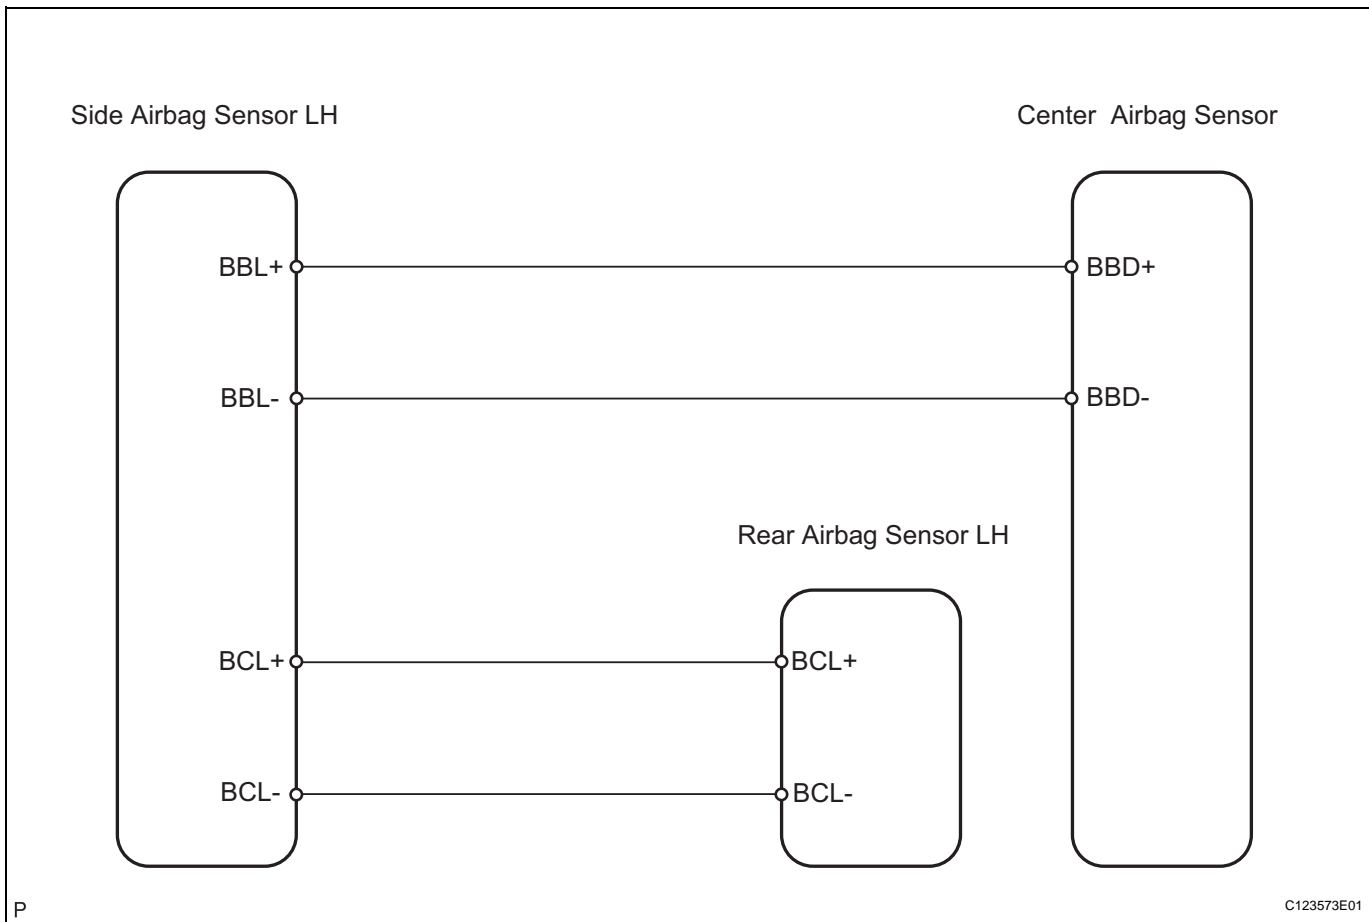 Side Airbag Sensor LH
Center Airbag Sensor
BBL+
BBD+
BBL-
BBD-
Rear Airbag Sensor LH
BCL+
BCL+
BCL-
BCL-
P
C123573E01